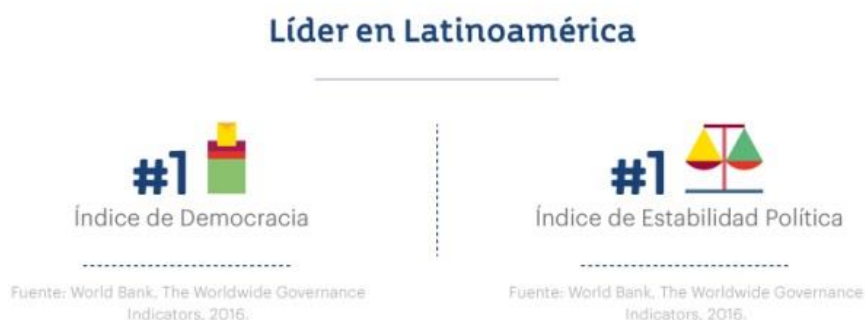 Líder en Latinoamérica
#1
Índice de Democracia
Fuente: World Bank, The Worldwide Governance
Indicators, 2016.
#1
Índice de Estabilidad Política
Fuente: World Bank, The Worldwide Governance
Indicators, 2016.